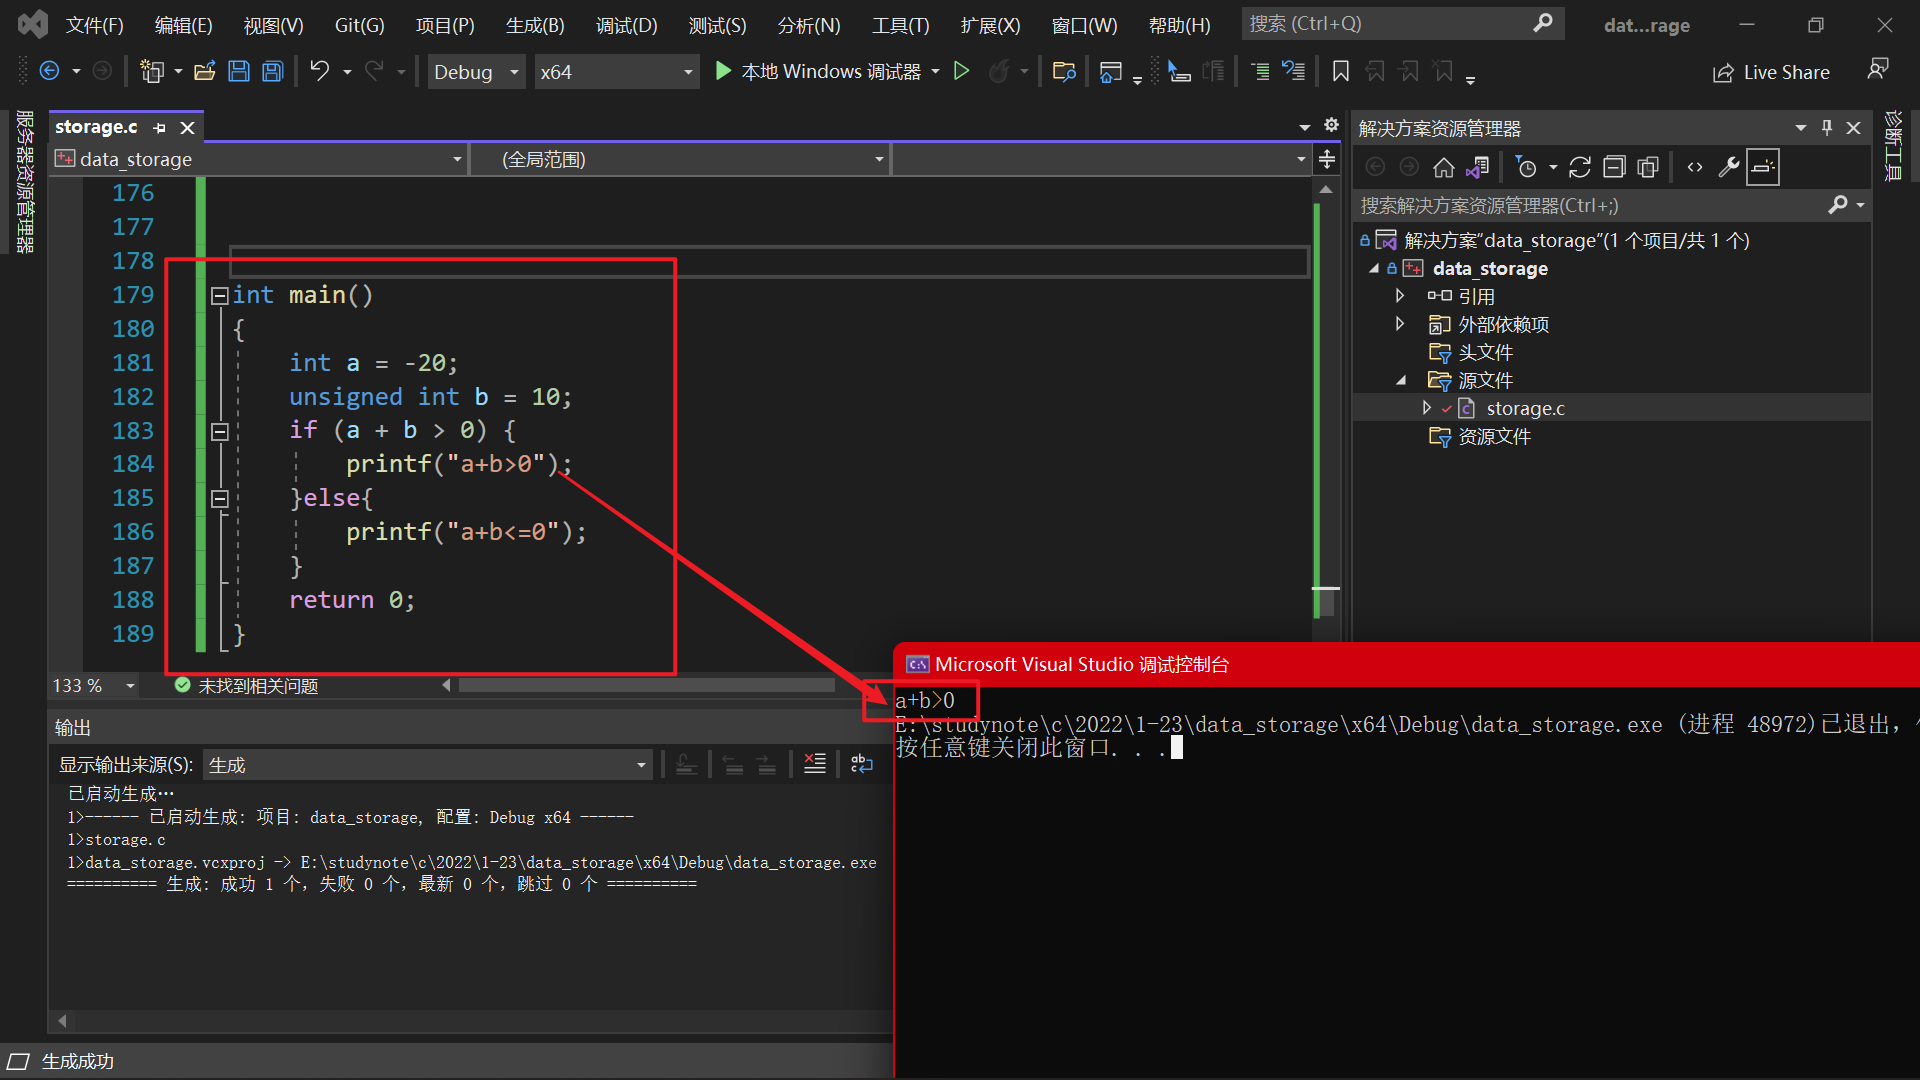 文件(F) 编辑(E) 视图(V) Git(G) 项目(P) 生成(B) 调试(D) 测试(S) 分析(N) 工具(T) 扩展(X) 窗口(W) 帮助(H) 搜索 (Ctrl+Q) dat...rage
Debug x64 本地 Windows 调试器 Live Share
服务器资源管理器
storage.c
data_storage (全局范围)
176
177
178
179 int main()
180 {
181 int a = -20;
182 unsigned int b = 10;
183 if (a + b > 0) {
184 printf("a+b>0");
185 }else{
186 printf("a+b<=0");
187 }
188 return 0;
189 }
133 % 未找到相关问题
输出
显示输出来源(S): 生成
已启动生成…
1>------ 已启动生成: 项目: data_storage, 配置: Debug x64 ------
1>storage.c
1>data_storage.vcxproj -> E:\studynote\c\2022\1-23\data_storage\x64\Debug\data_storage.exe
========== 生成: 成功 1 个，失败 0 个，最新 0 个，跳过 0 个 ==========
生成成功
解决方案资源管理器
搜索解决方案资源管理器(Ctrl+;)
解决方案"data_storage"(1 个项目/共 1 个)
data_storage
引用
外部依赖项
头文件
源文件
storage.c
资源文件
诊断工具
Microsoft Visual Studio 调试控制台
a+b>0
E:\studynote\c\2022\1-23\data_storage\x64\Debug\data_storage.exe (进程 48972)已退出，
按任意键关闭此窗口. . .